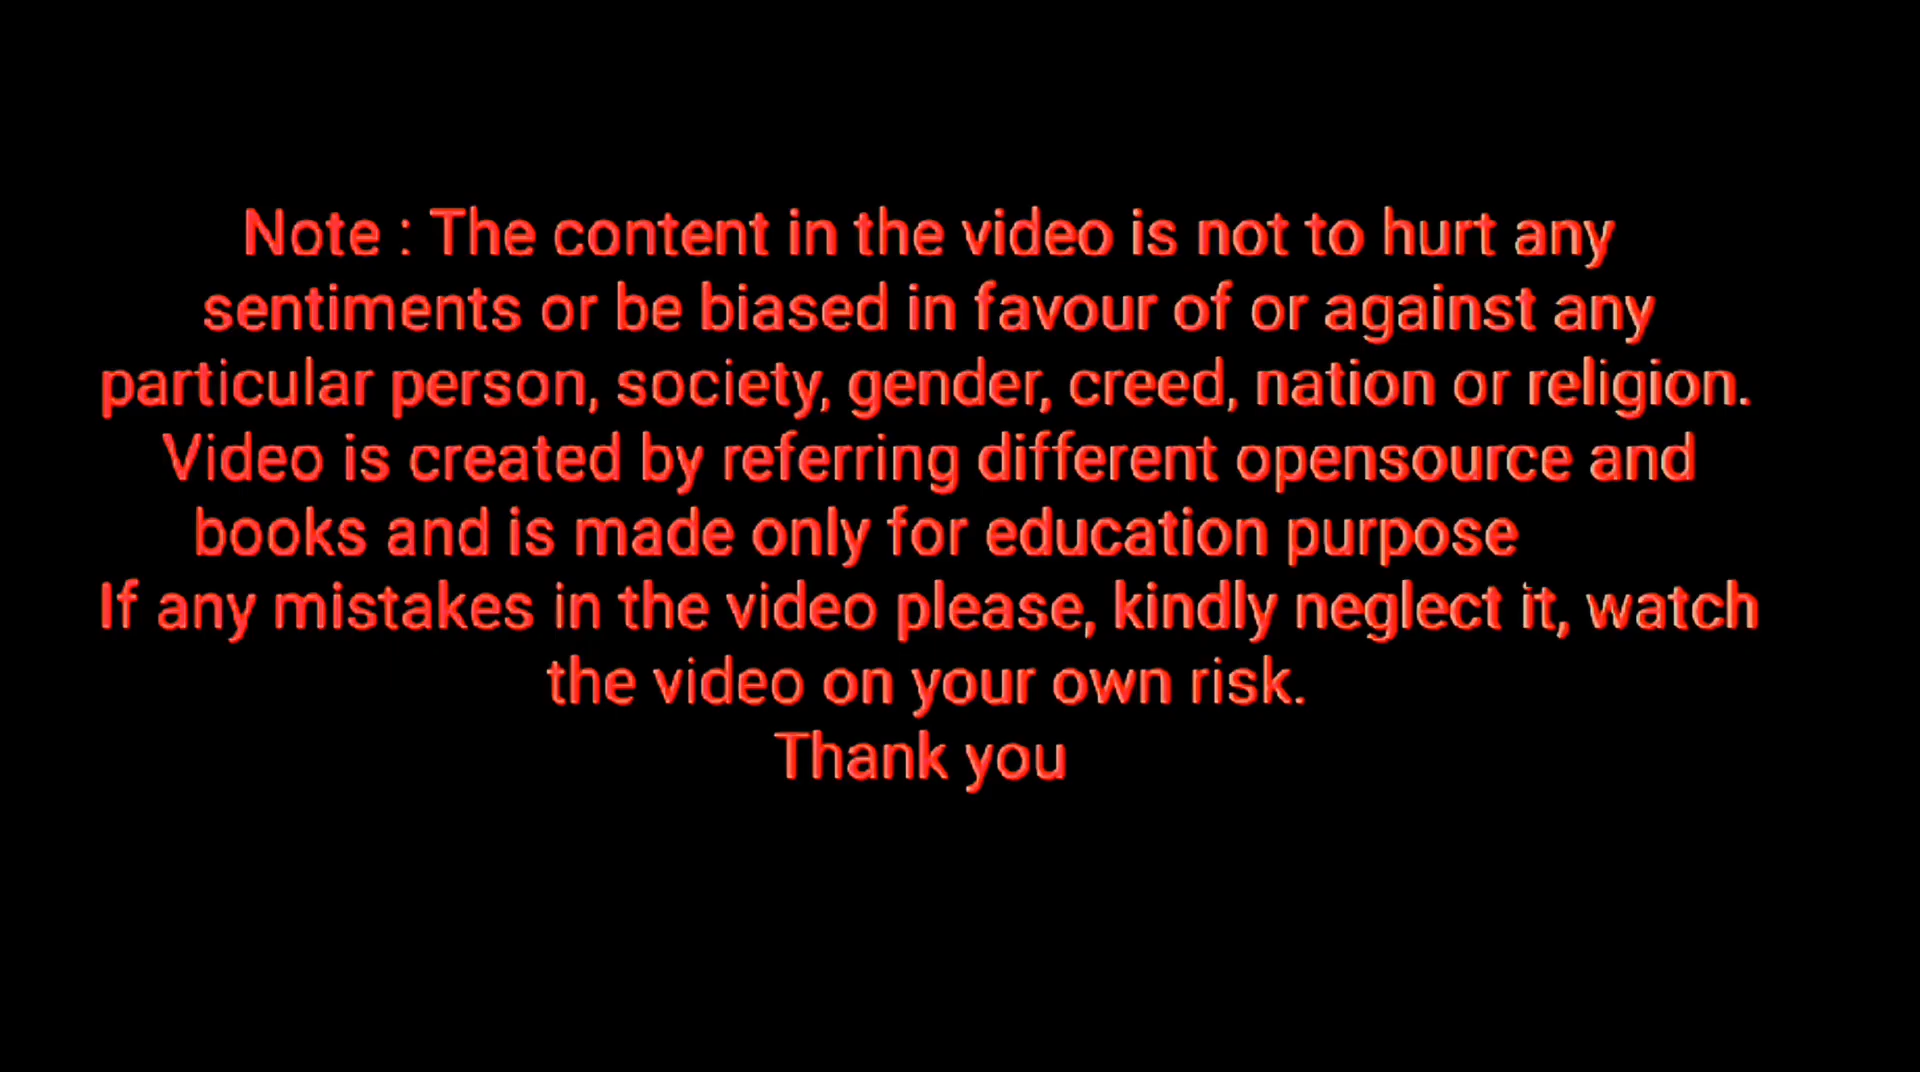 Note : The content in the video is not to hurt any
sentiments or be biased in favour of or against any
particular person, society, gender, creed, nation or religion.
Video is created by referring different opensource and
books and is made only for education purpose
If any mistakes in the video please, kindly neglect it, watch
the video on your own risk.
Thank you